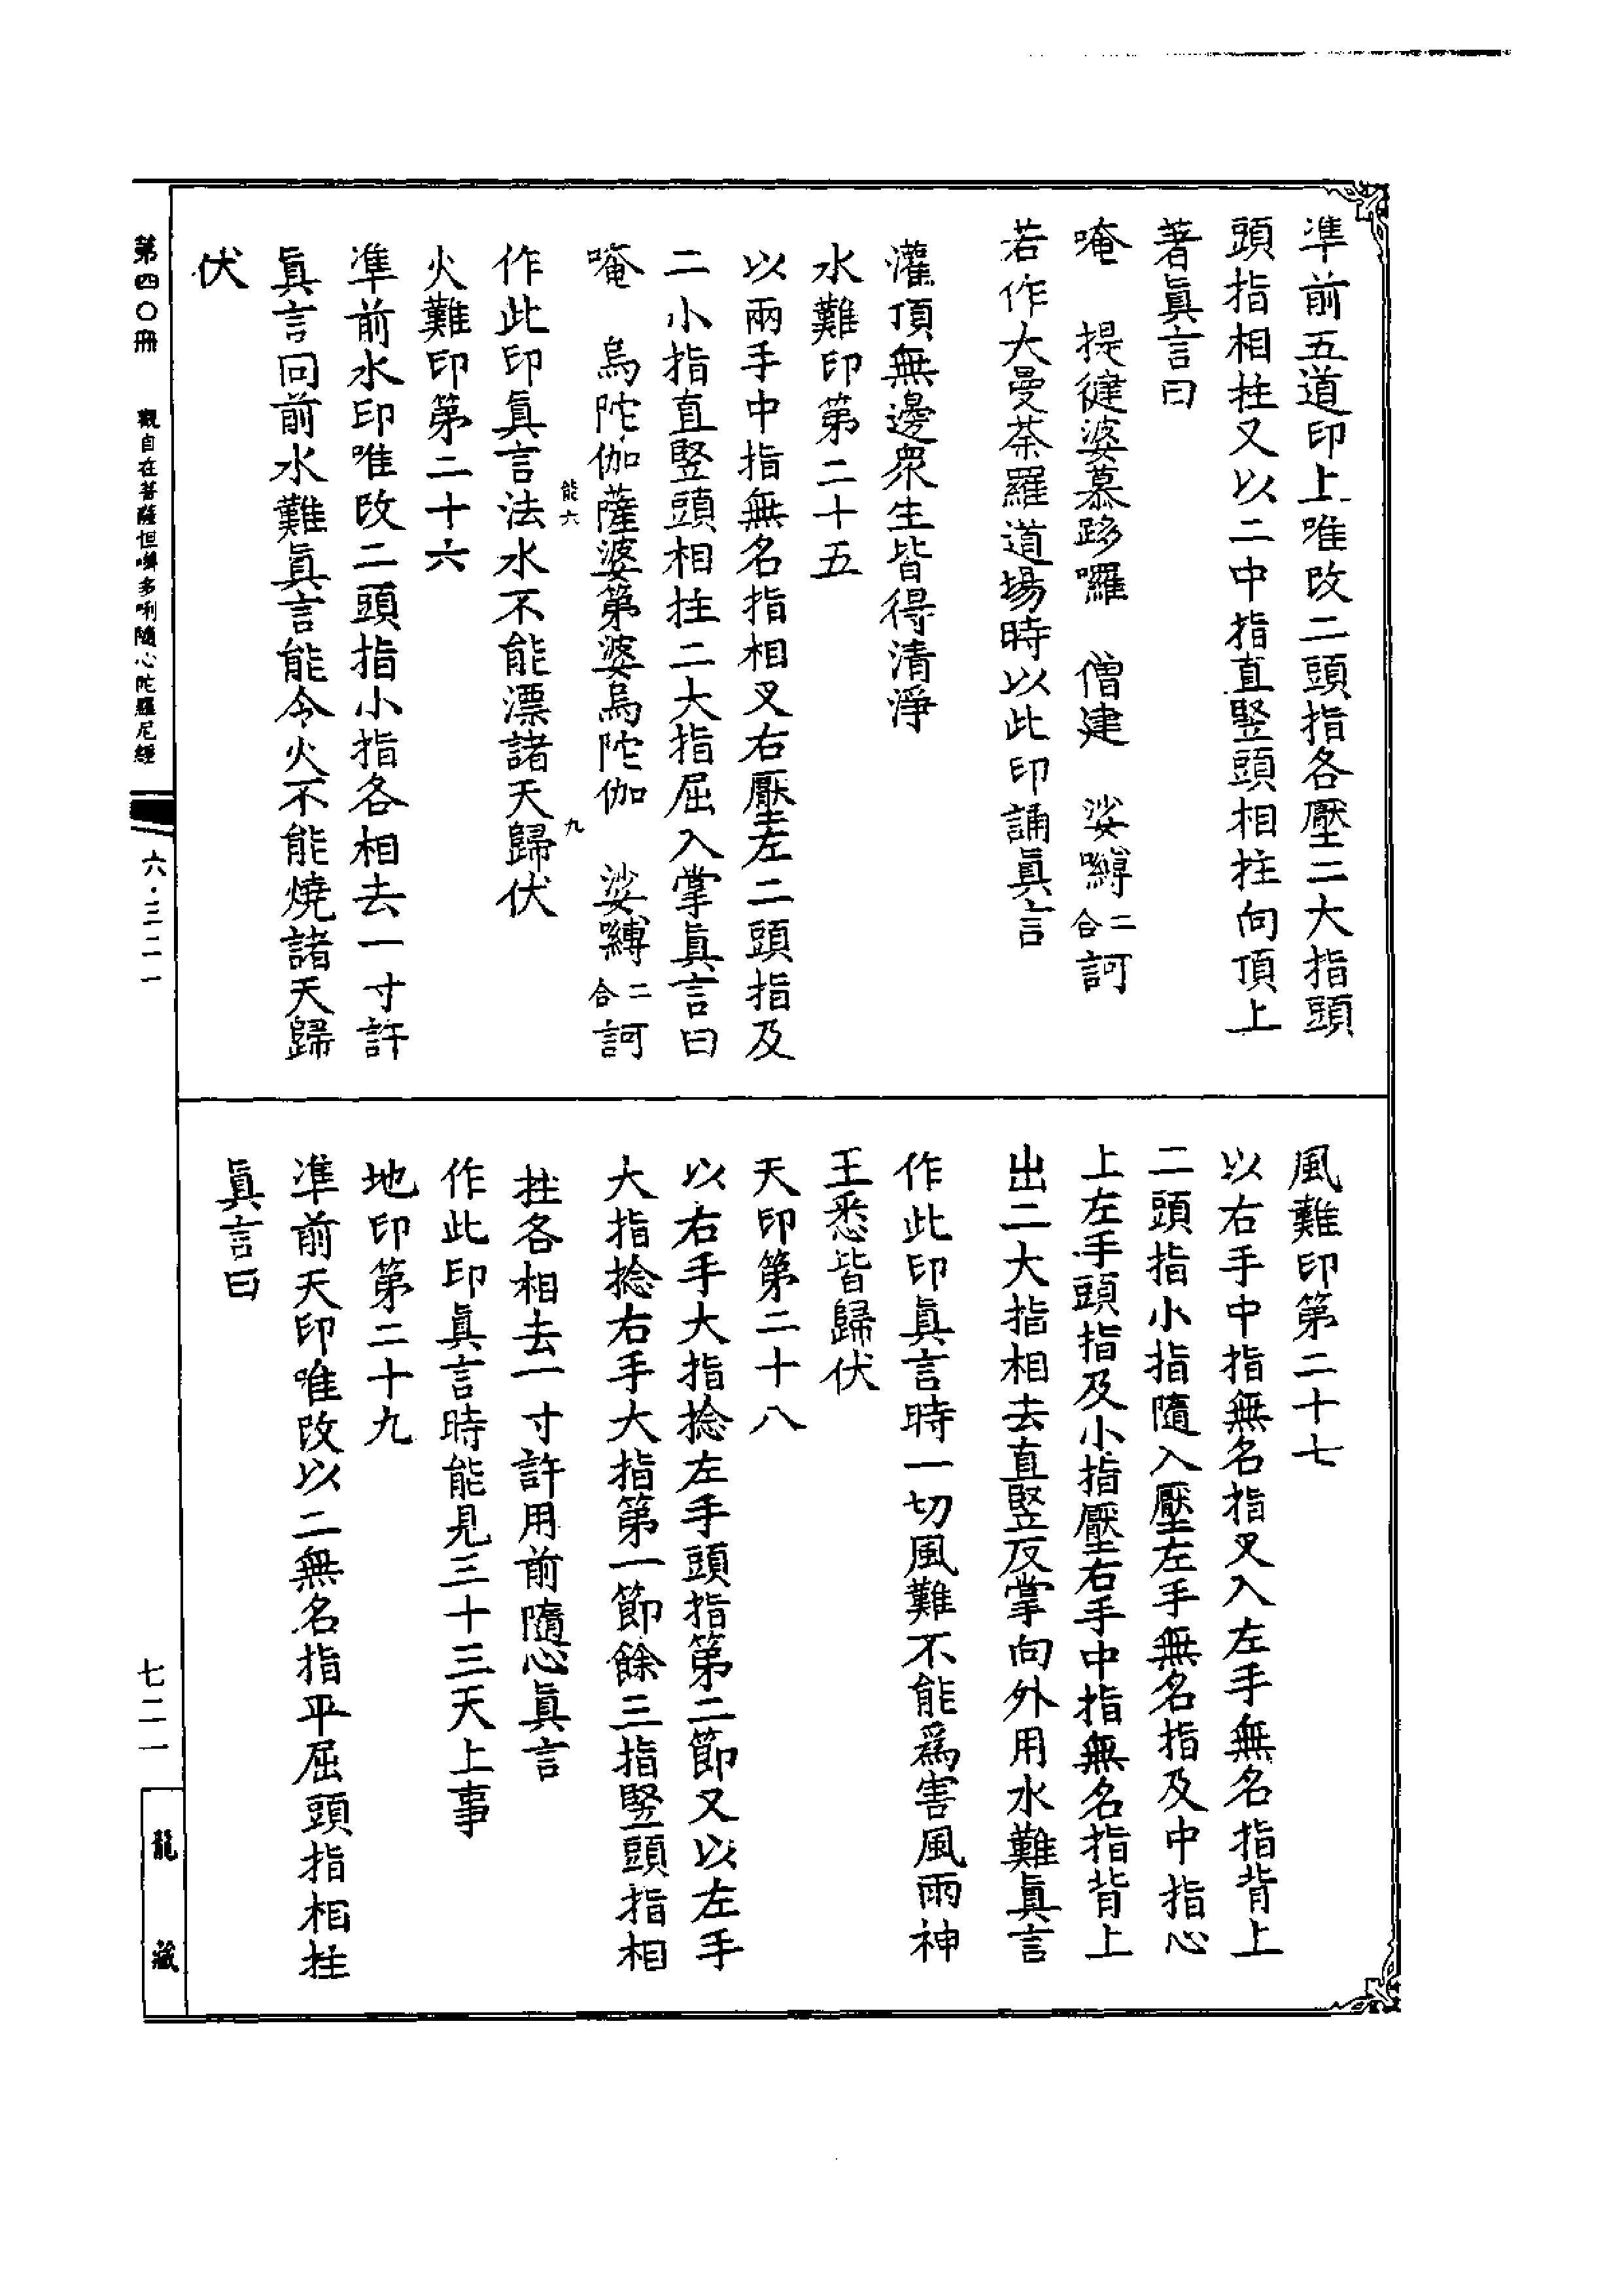 準前五道印上唯改二頭指各壓二大指頭
頭指相拄又以二中指直豎頭相拄向頂上
著眞言曰
唵　提健婆慕跢囉　僧建　娑嚩二合訶
若作大曼荼羅道場時以此印誦眞言
灌頂無邊衆生皆得清淨
水難印第二十五
以兩手中指無名指相叉右壓左二頭指及
二小指直豎頭相拄二大指屈入掌眞言曰
唵　烏陀伽薩婆第婆烏陀伽　娑嚩二合訶
能六　九
作此印眞言法水不能漂諸天歸伏
火難印第二十六
準前水印唯改二頭指小指各相去一寸許
眞言同前水難眞言能令火不能燒諸天歸
伏
風難印第二十七
以右手中指無名指叉入左手無名指背上
二頭指小指隨入壓左手無名指及中指心
上左手頭指及小指壓右手中指無名指背上
出二大指相去直豎反掌向外用水難眞言
作此印眞言時一切風難不能爲害風雨神
王悉皆歸伏
天印第二十八
以右手大指捻左手頭指第二節又以左手
大指捻右手大指第一節餘三指豎頭指相
拄各相去一寸許用前隨心眞言
作此印眞言時能見三十三天上事
地印第二十九
準前天印唯改以二無名指平屈頭指相拄
眞言曰
第四〇冊　觀自在菩薩怛嚩多唎隨心陀羅尼經　六·三二一　七二一　龍藏